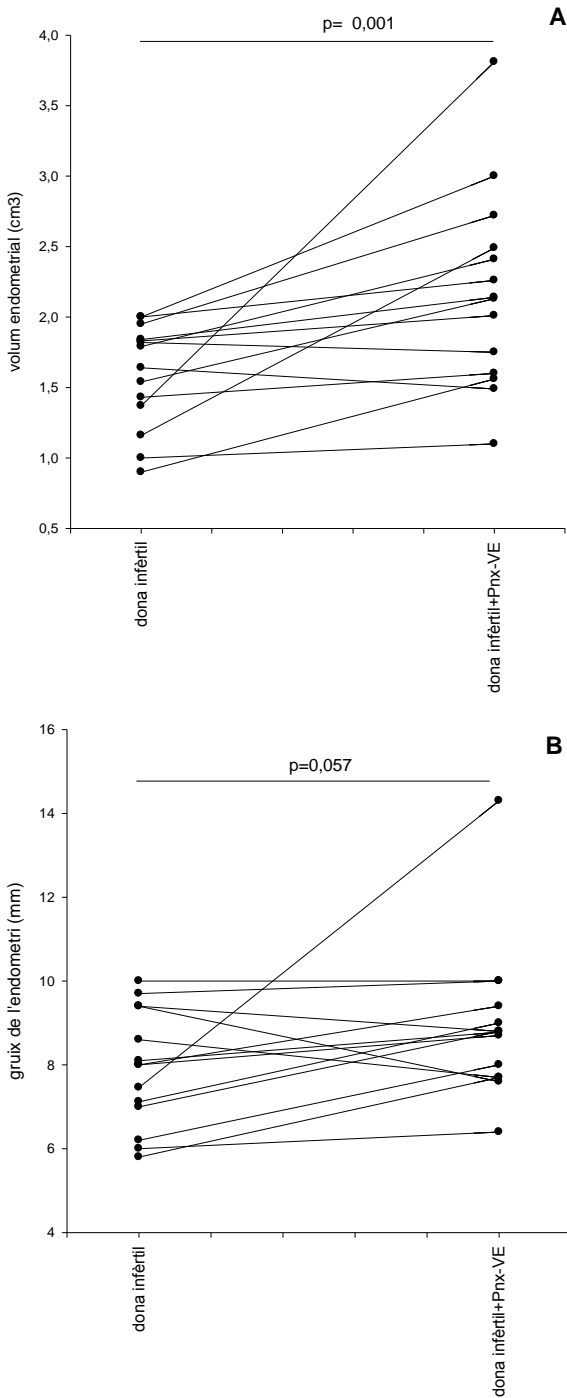 A
p= 0,001
4,0
3,5
3,0
2,5
2,0
1,5
1,0
0,5
volum endometrial (cm3)
dona infèrtil
dona infèrtil+Pnx-VE
B
p=0,057
16
14
12
10
8
6
4
gruix de l'endometri (mm)
dona infèrtil
dona infèrtil+Pnx-VE